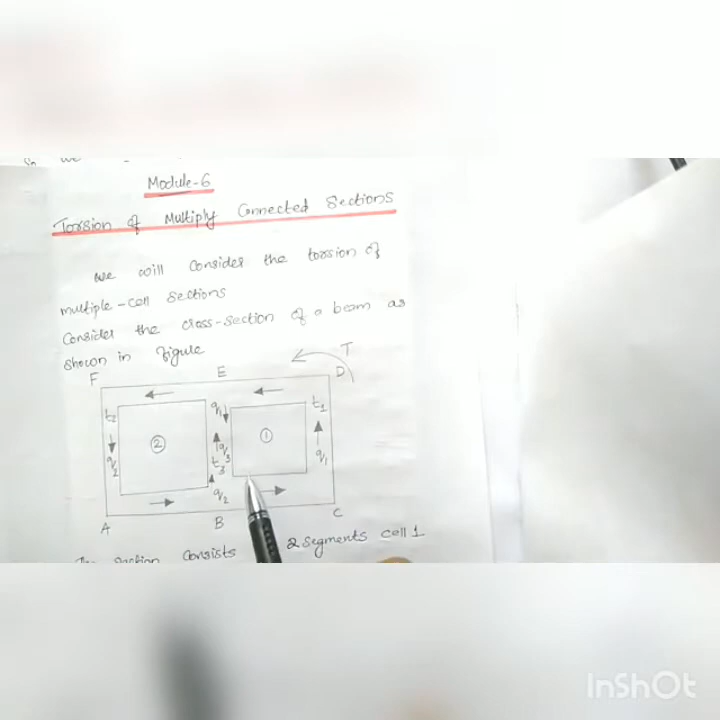 Module-6
Torsion of Multiply Connected Sections
We will Consider the torsion of
multiple-cell Sections
Consider the cross-section of a beam as
shown in figure
T
F E D
t2 q1 t1
2 1
q2 q3 q1
t3
q2
A B C
The Section Consists 2 Segments cell 1
InShOt